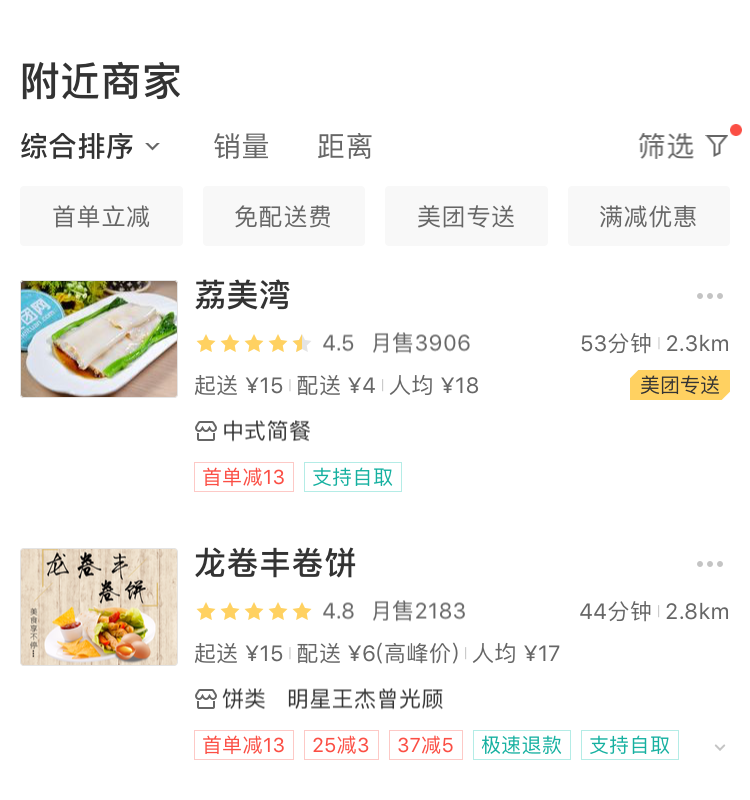 附近商家
综合排序 销量 距离 筛选
首单立减 免配送费 美团专送 满减优惠
荔美湾
4.5 月售3906 53分钟 2.3km
起送 ¥15 配送 ¥4 人均 ¥18 美团专送
中式简餐
首单减13 支持自取
龙卷丰
卷饼
美食享不停!
龙卷丰卷饼
4.8 月售2183 44分钟 2.8km
起送 ¥15 配送 ¥6(高峰价) 人均 ¥17
饼类 明星王杰曾光顾
首单减13 25减3 37减5 极速退款 支持自取